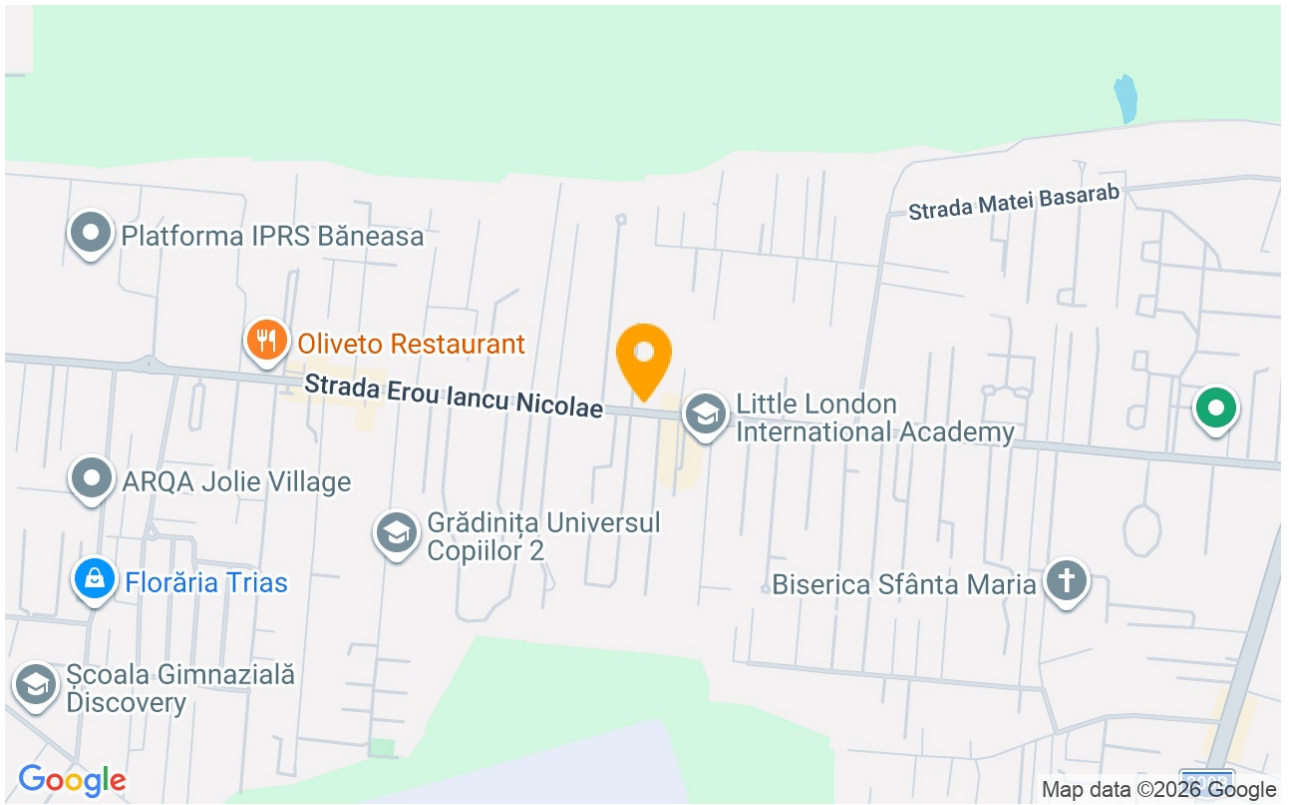 Strada Matei Basarab
Platforma IPRS Băneasa
Oliveto Restaurant
Strada Erou Iancu Nicolae
Little London
International Academy
ARQA Jolie Village
Grădinița Universul
Copiilor 2
Florăria Trias
Biserica Sfânta Maria
Școala Gimnazială
Discovery
Google
Map data ©2026 Google